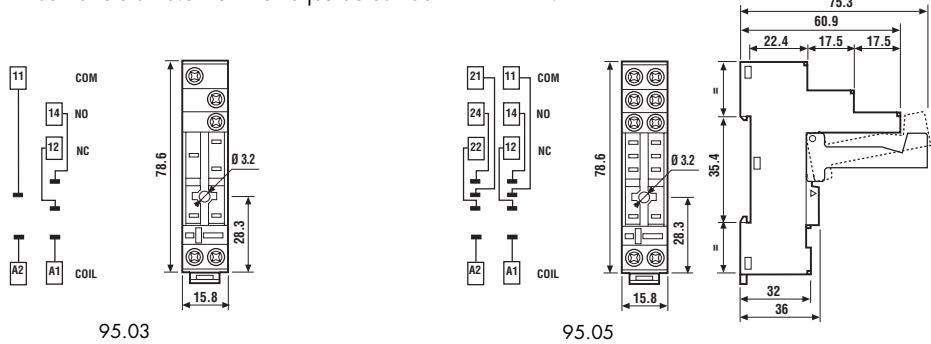 75.3
60.9
22.4 17.5 17.5
11 COM
14 NO
12 NC
A2 A1 COIL
78.6
Ø 3.2
28.3
15.8
95.03
21 11 COM
24 14 NO
22 12 NC
A2 A1 COIL
78.6
Ø 3.2
28.3
15.8
95.05
=
35.4
=
32
36